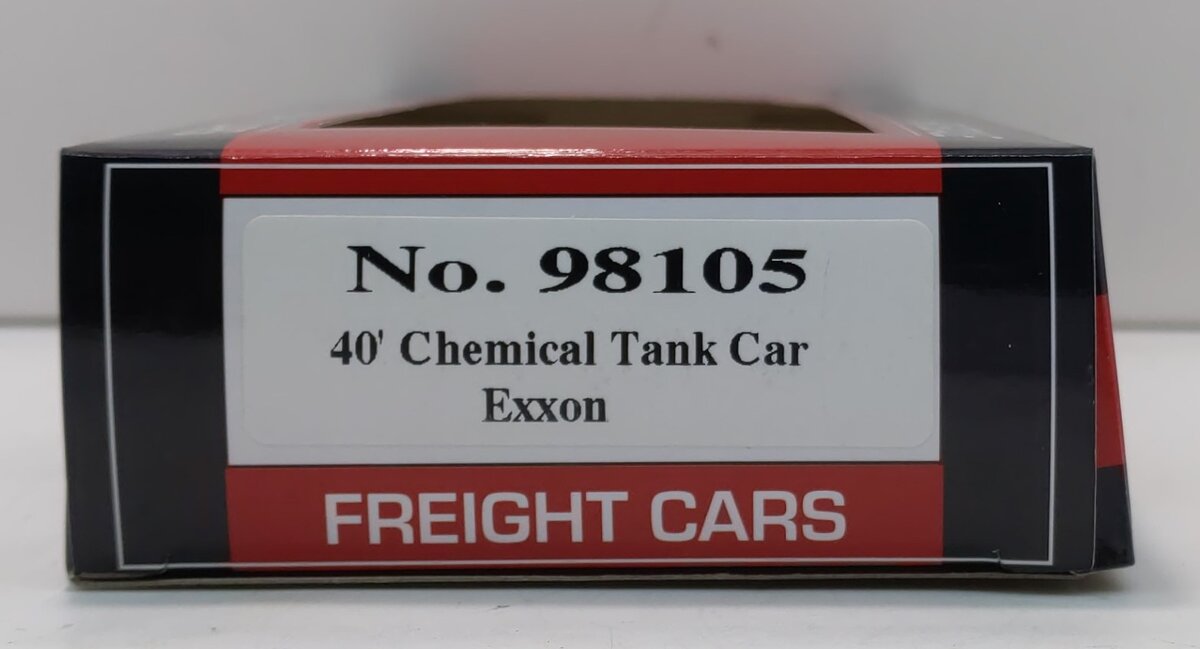 No. 98105
40' Chemical Tank Car
Exxon
FREIGHT CARS